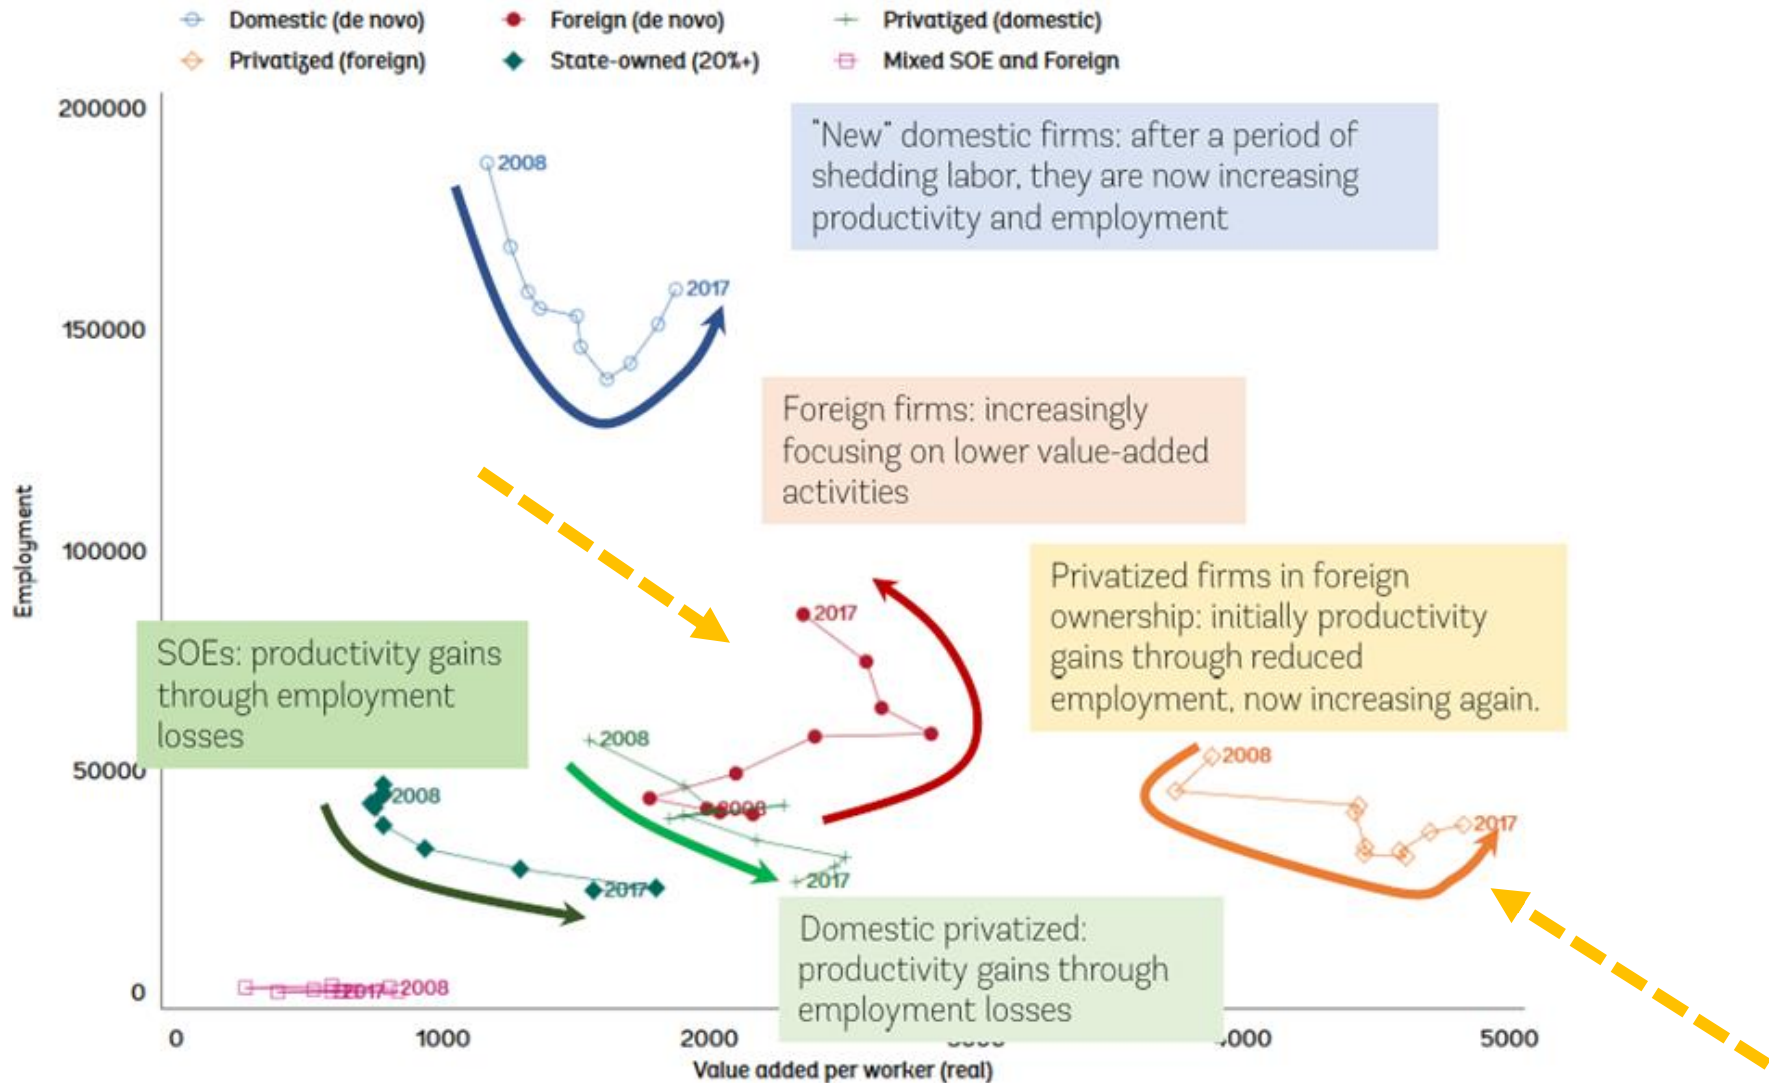 Domestic (de novo)
Foreign (de novo)
Privatized (domestic)
Privatized (foreign)
State-owned (20%+)
Mixed SOE and Foreign
200000
150000
100000
50000
0
Employment
"New" domestic firms: after a period of
shedding labor, they are now increasing
productivity and employment
2008
2017
Foreign firms: increasingly
focusing on lower value-added
activities
Privatized firms in foreign
ownership: initially productivity
gains through reduced
employment, now increasing again.
2017
SOEs: productivity gains
through employment
losses
2008
2008
2008
2008
2017
2017
2017
Domestic privatized:
productivity gains through
employment losses
2017
2008
0
1000
2000
5000
Value added per worker (real)